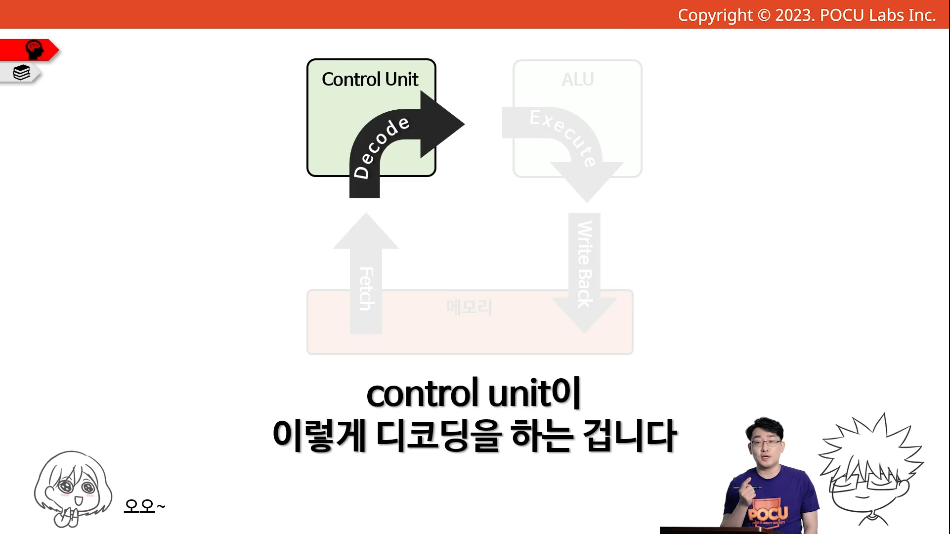 Copyright © 2023. POCU Labs Inc.
Control Unit
ALU
Decode
Execute
Fetch
Write Back
메모리
control unit이
이렇게 디코딩을 하는 겁니다
오오~
POCU